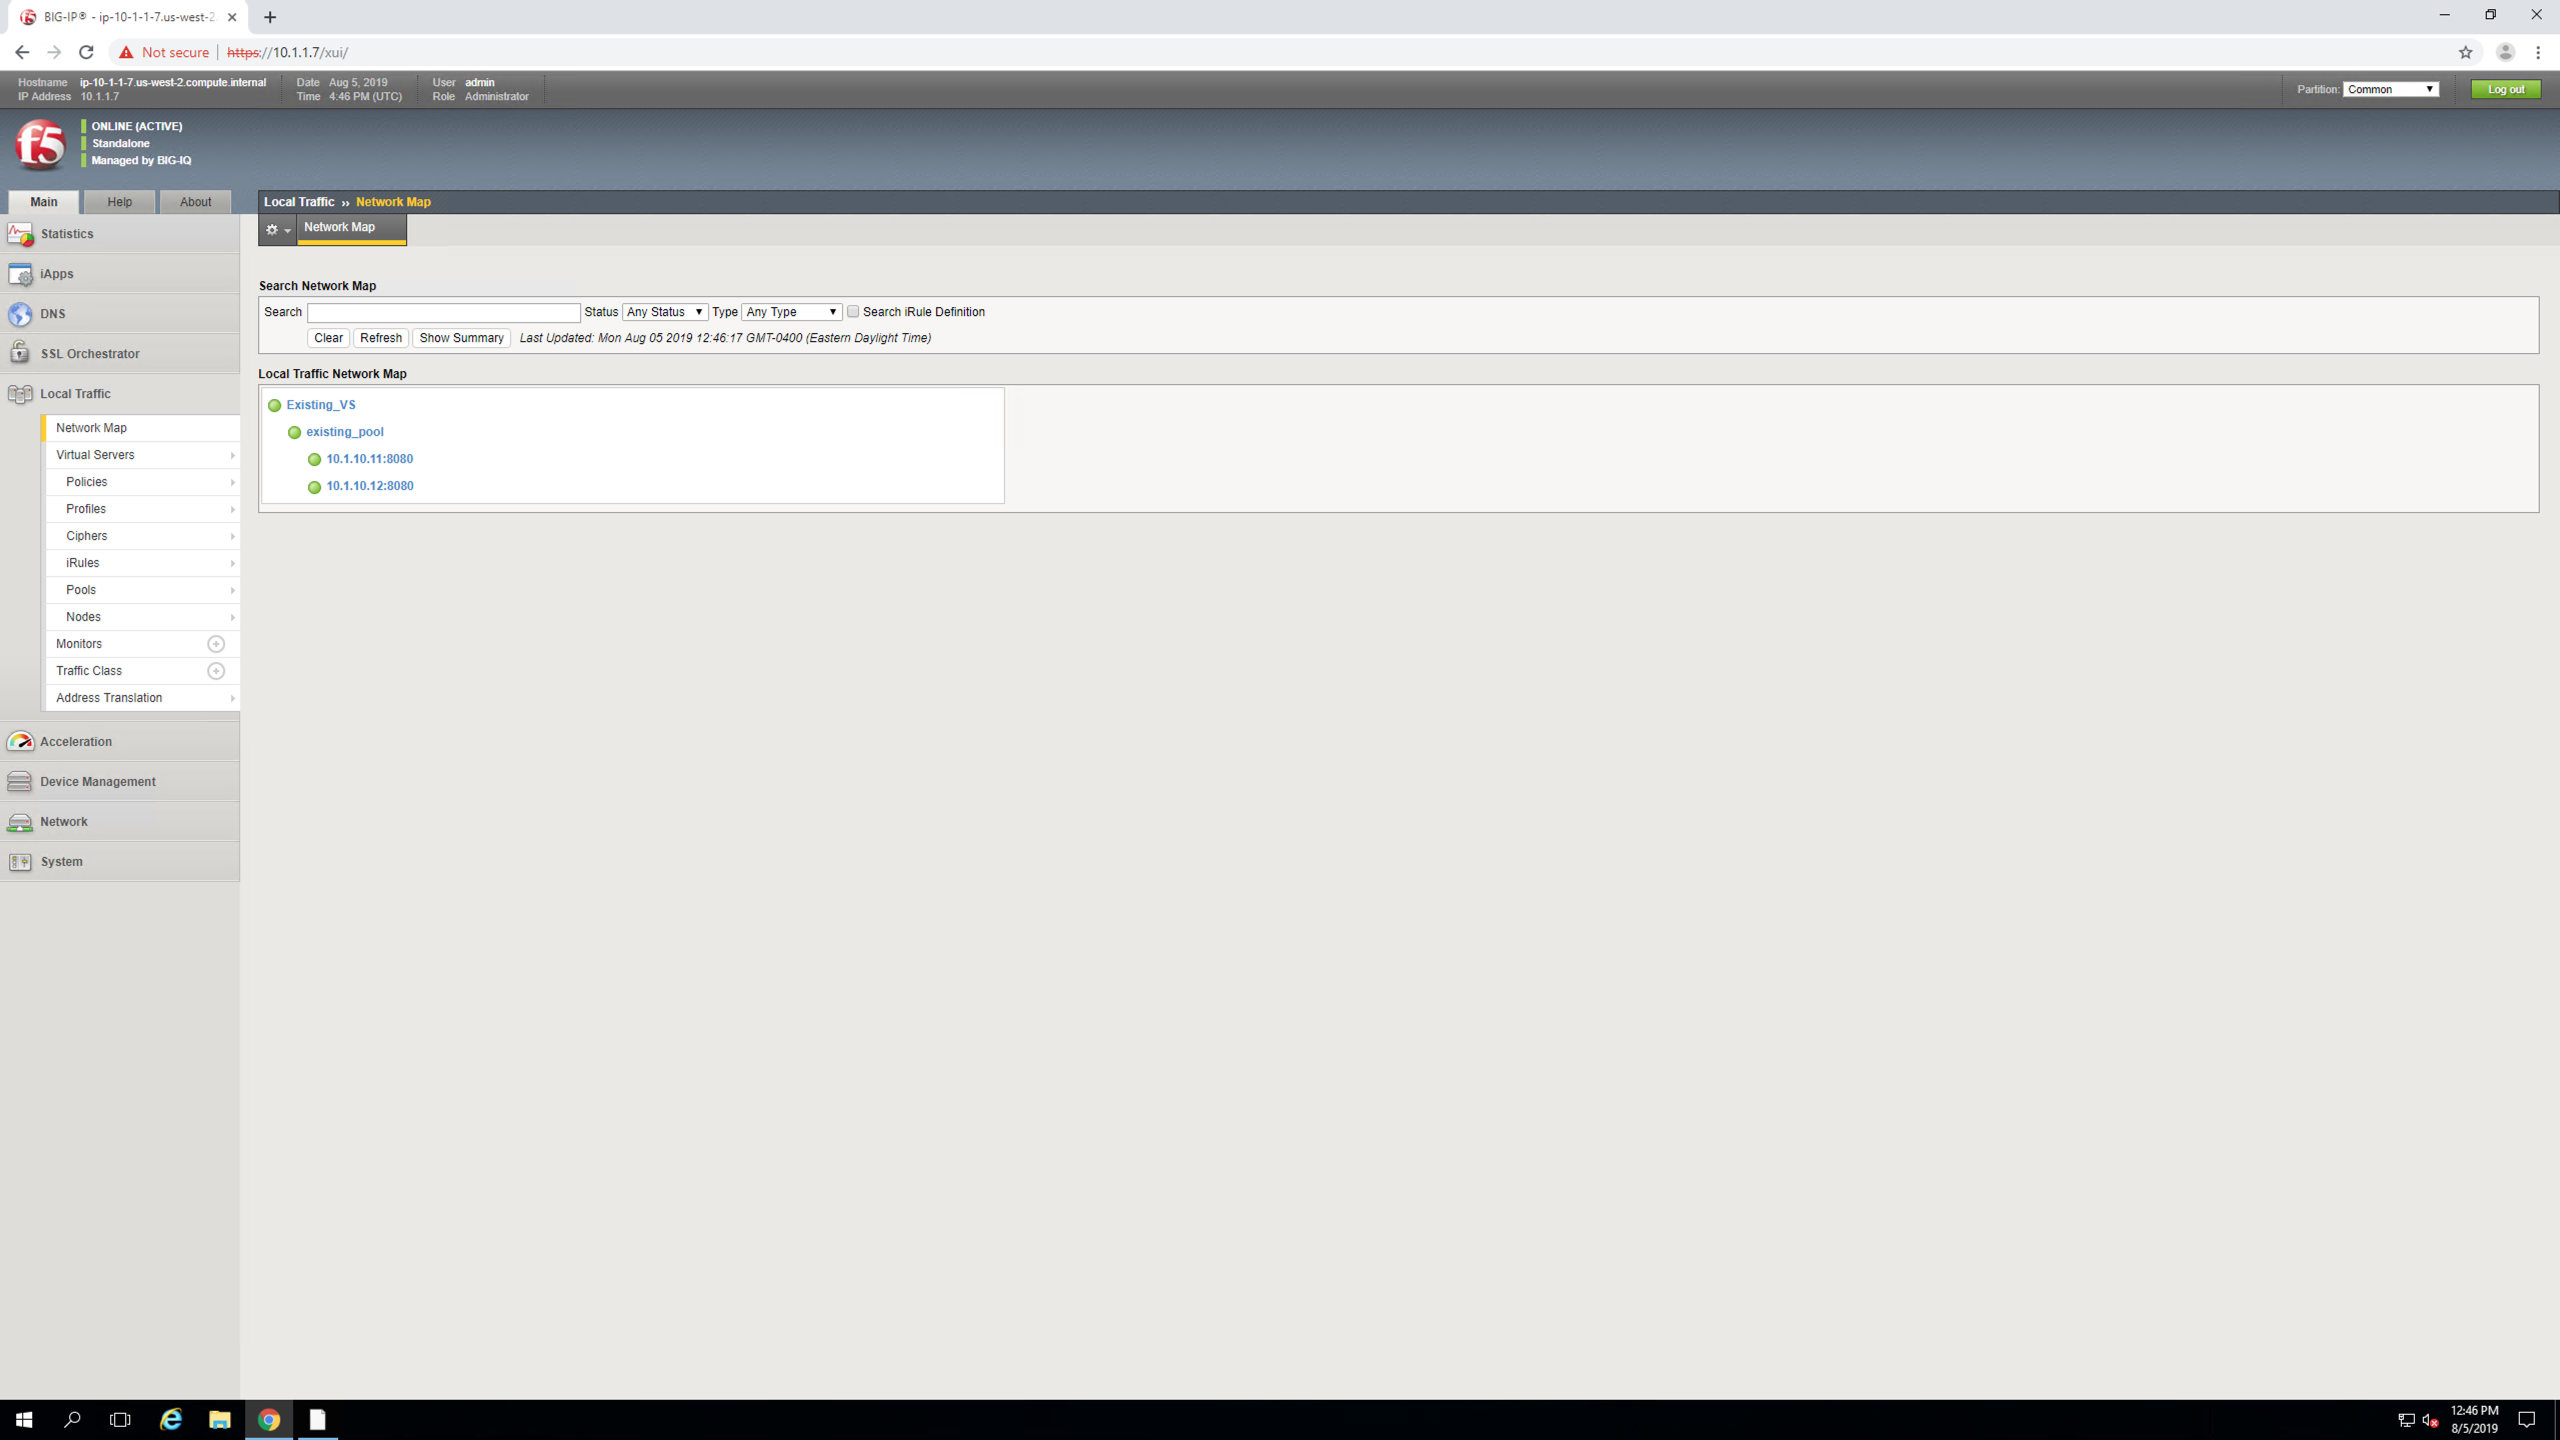 BIG-IP® - ip-10-1-1-7.us-west-2.
Not secure
https://10.1.1.7/xui/
Hostname ip-10-1-1-7.us-west-2.compute.internal
IP Address 10.1.1.7
Date Aug 5, 2019
Time 4:46 PM (UTC)
User admin
Role Administrator
Partition: Common
Log out
f5
ONLINE (ACTIVE)
Standalone
Managed by BIG-IQ
Main
Help
About
Local Traffic ›› Network Map
Network Map
Statistics
iApps
DNS
SSL Orchestrator
Local Traffic
Network Map
Virtual Servers
Policies
Profiles
Ciphers
iRules
Pools
Nodes
Monitors
Traffic Class
Address Translation
Acceleration
Device Management
Network
System
Search Network Map
Search Status Any Status Type Any Type Search iRule Definition
Clear Refresh Show Summary Last Updated: Mon Aug 05 2019 12:46:17 GMT-0400 (Eastern Daylight Time)
Local Traffic Network Map
Existing_VS
existing_pool
10.1.10.11:8080
10.1.10.12:8080
12:46 PM
8/5/2019